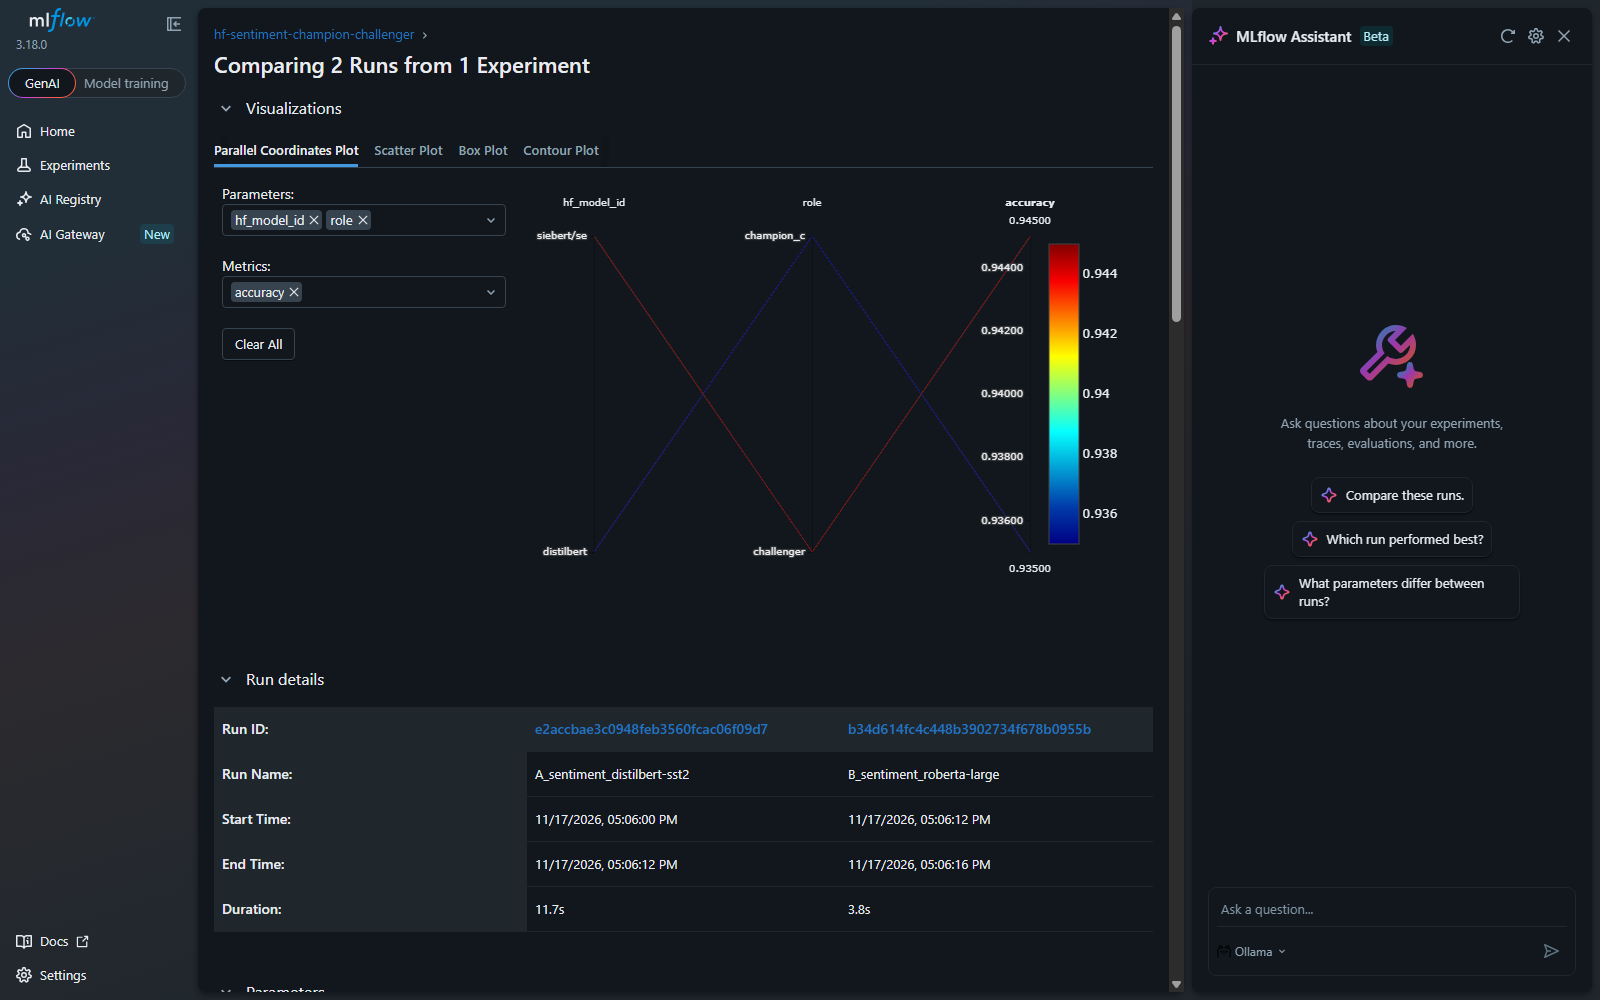 mlflow
3.18.0
GenAI
Model training
Home
Experiments
AI Registry
AI Gateway
New
Docs
Settings
hf-sentiment-champion-challenger
Comparing 2 Runs from 1 Experiment
Visualizations
Parallel Coordinates Plot
Scatter Plot
Box Plot
Contour Plot
Parameters:
hf_model_id
role
Metrics:
accuracy
Clear All
hf_model_id
role
accuracy
0.94500
siebert/se
champion_c
0.94400
0.94200
0.94000
0.93800
0.93600
distilbert
challenger
0.93500
0.944
0.942
0.94
0.938
0.936
Run details
Run ID:
e2accbae3c0948feb3560fcac06f09d7
b34d614fc4c448b3902734f678b0955b
Run Name:
A_sentiment_distilbert-sst2
B_sentiment_roberta-large
Start Time:
11/17/2026, 05:06:00 PM
11/17/2026, 05:06:12 PM
End Time:
11/17/2026, 05:06:12 PM
11/17/2026, 05:06:16 PM
Duration:
11.7s
3.8s
Parameters
MLflow Assistant
Beta
Ask questions about your experiments,
traces, evaluations, and more.
Compare these runs.
Which run performed best?
What parameters differ between
runs?
Ask a question...
Ollama